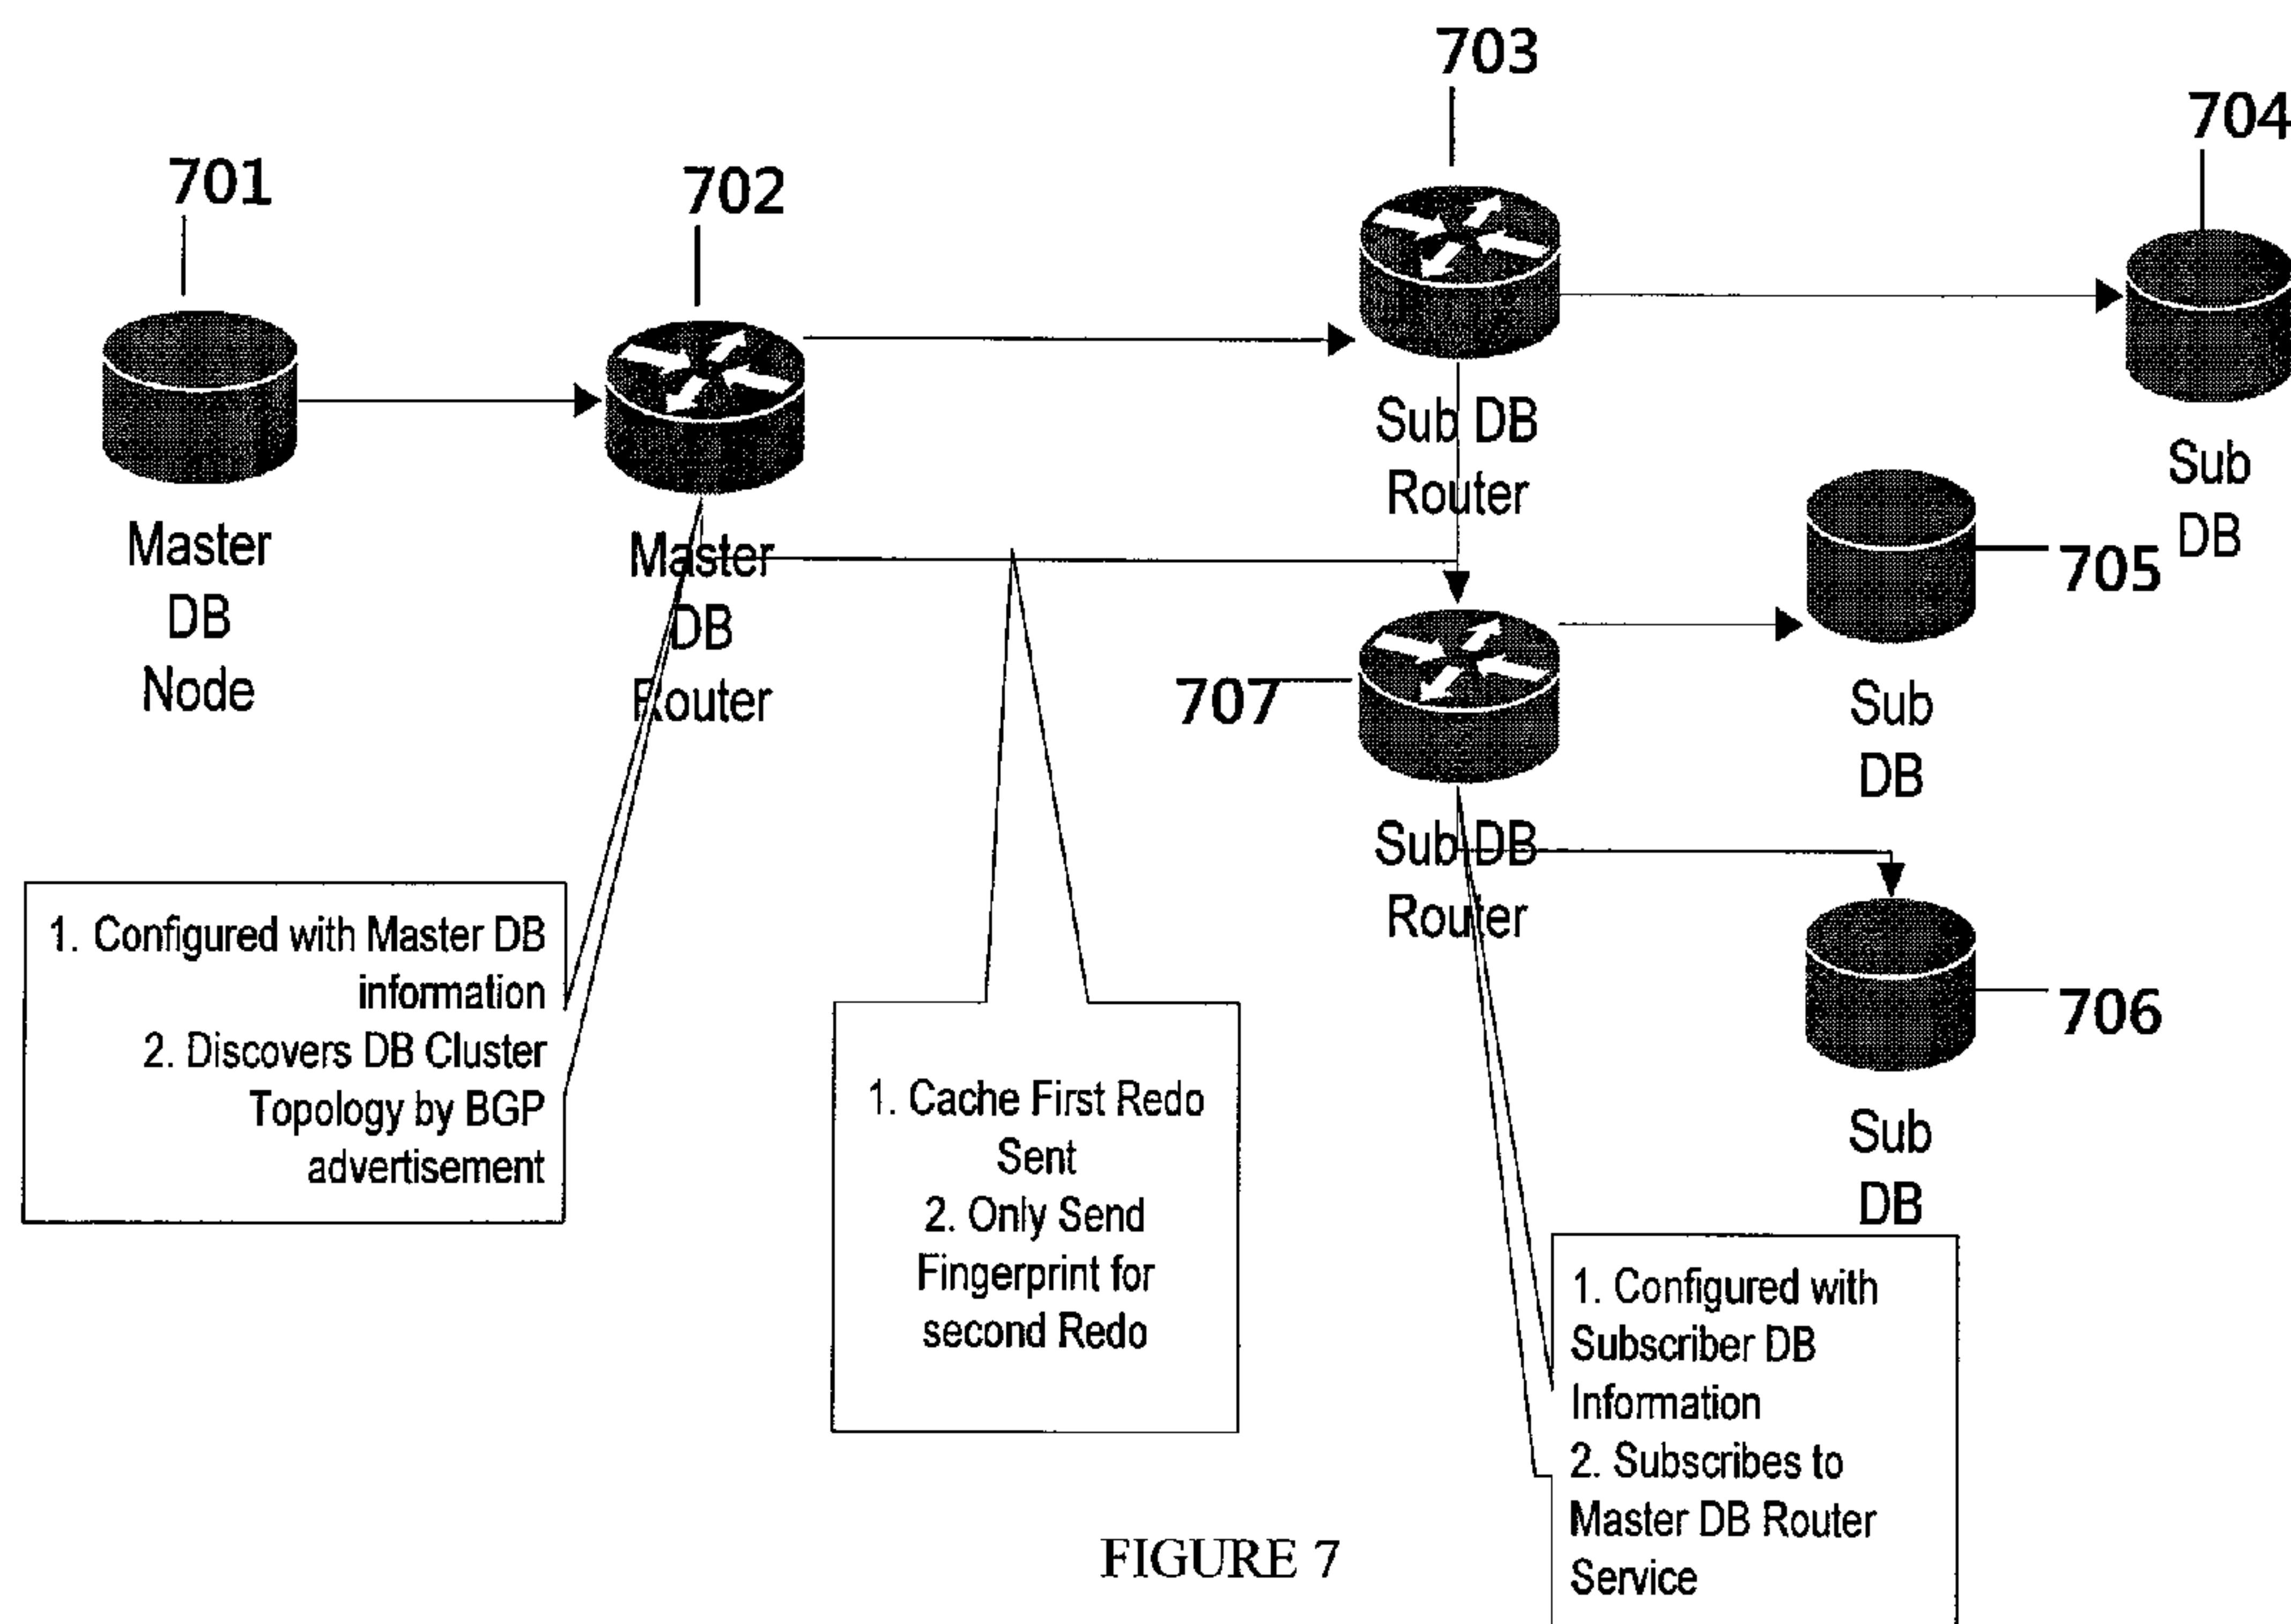 703
704
701
702
Sub DB
Router
Sub
DB
Master
DB
Node
Master
DB
Router
705
707
Sub
DB
Sub DB
Router
1. Configured with Master DB
information
2. Discovers DB Cluster
Topology by BGP
advertisement
706
1. Cache First Redo
Sent
2. Only Send
Fingerprint for
second Redo
Sub
DB
1. Configured with
Subscriber DB
Information
2. Subscribes to
Master DB Router
Service
FIGURE 7